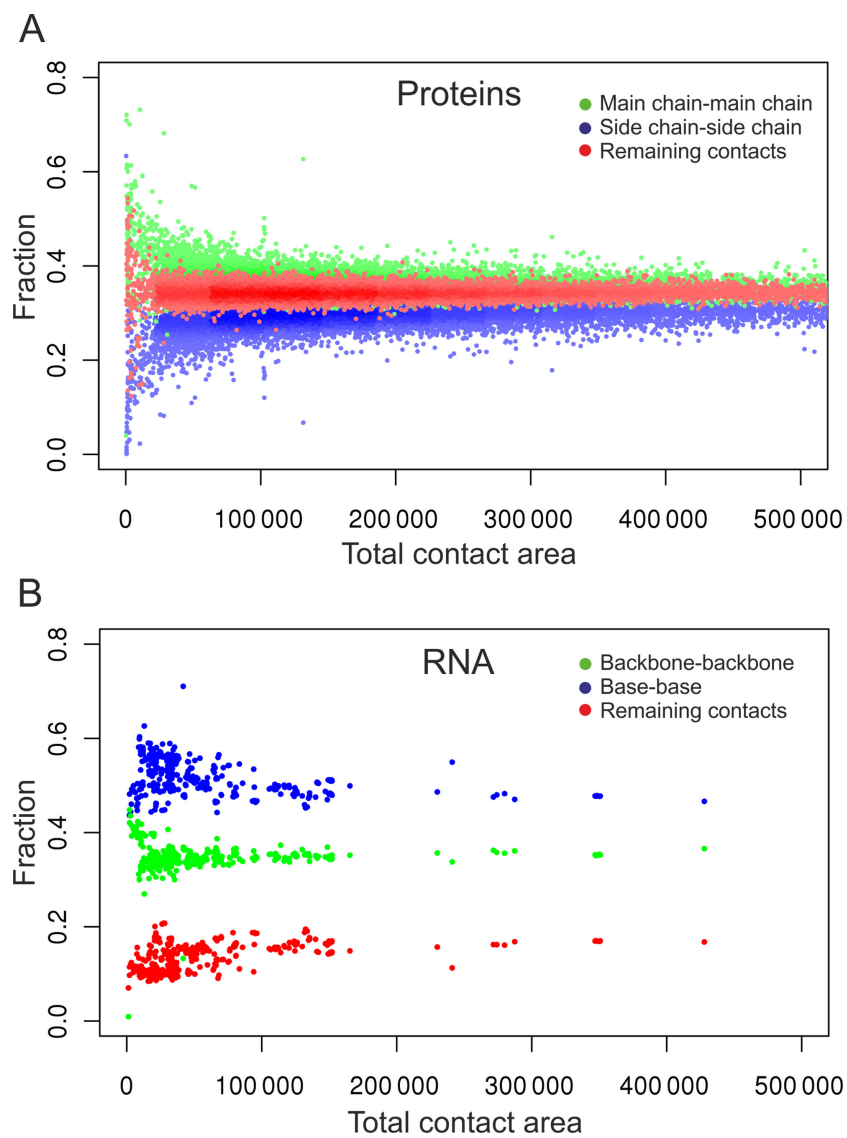 A
Proteins
Main chain-main chain
Side chain-side chain
Remaining contacts
Fraction
0.8
0.6
0.4
0.2
0.0
0
100 000
200 000
300 000
400 000
500 000
Total contact area
B
RNA
Backbone-backbone
Base-base
Remaining contacts
Fraction
0.8
0.6
0.4
0.2
0.0
0
100 000
200 000
300 000
400 000
500 000
Total contact area